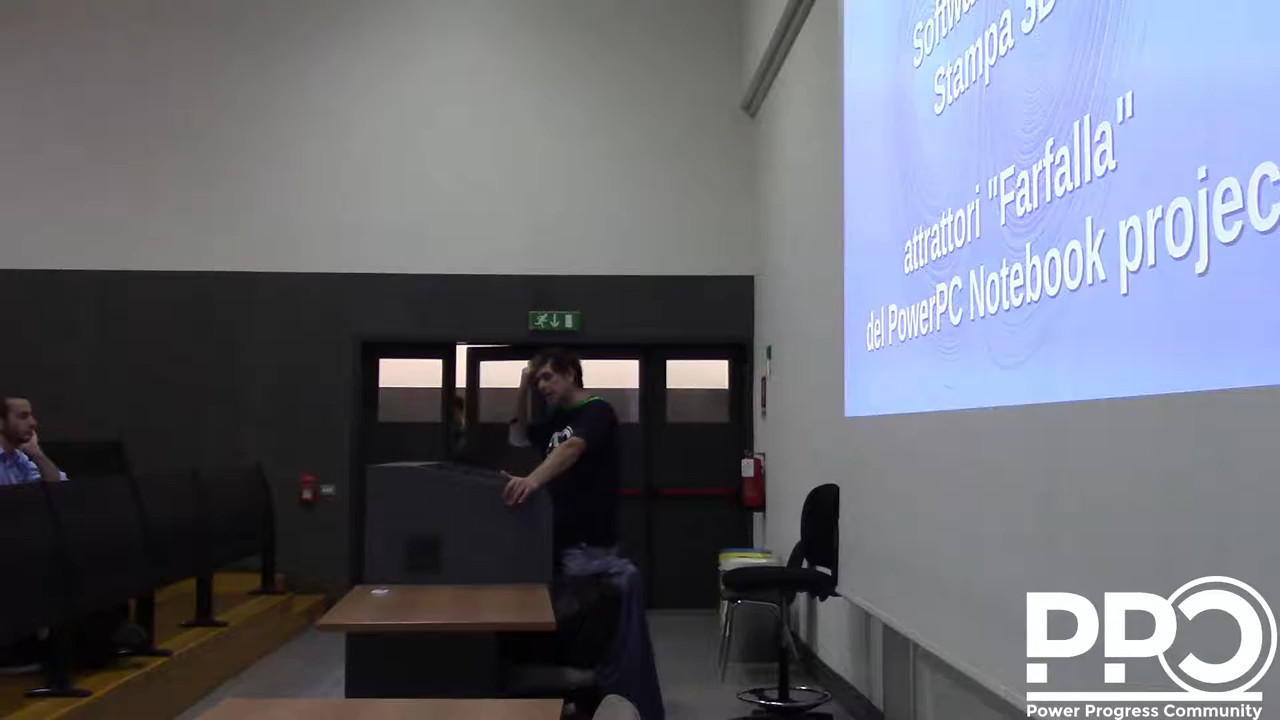 Stampa 3D
attrattori "Farfalla"
del PowerPC Notebook projec
PPC
Power Progress Community